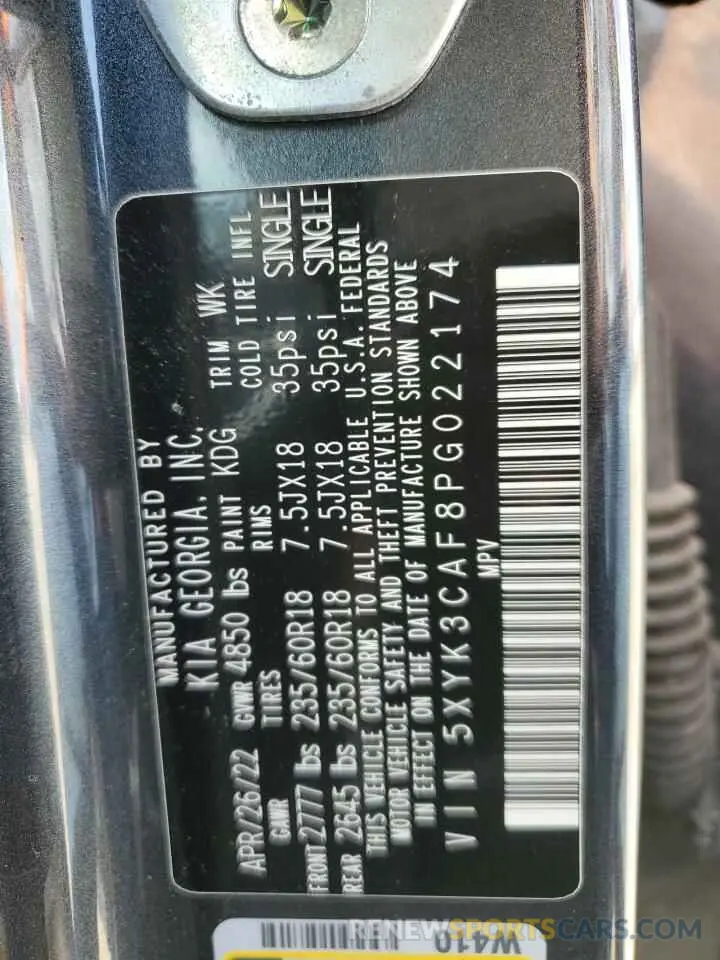 MANUFACTURED BY
KIA GEORGIA, INC.
APR/26/22 GVWR 4850 lbs PAINT KDG TRIM WK
GAWR TIRES RIMS COLD TIRE INFL
FRONT 2777 lbs 235/60R18 7.5JX18 35psi SINGLE
REAR 2645 lbs 235/60R18 7.5JX18 35psi SINGLE
THIS VEHICLE CONFORMS TO ALL APPLICABLE U.S.A. FEDERAL
MOTOR VEHICLE SAFETY AND THEFT PREVENTION STANDARDS
IN EFFECT ON THE DATE OF MANUFACTURE SHOWN ABOVE
VIN 5XYK3CAF8PG022174
MPV
W410
RENEWSPORTSCARS.COM